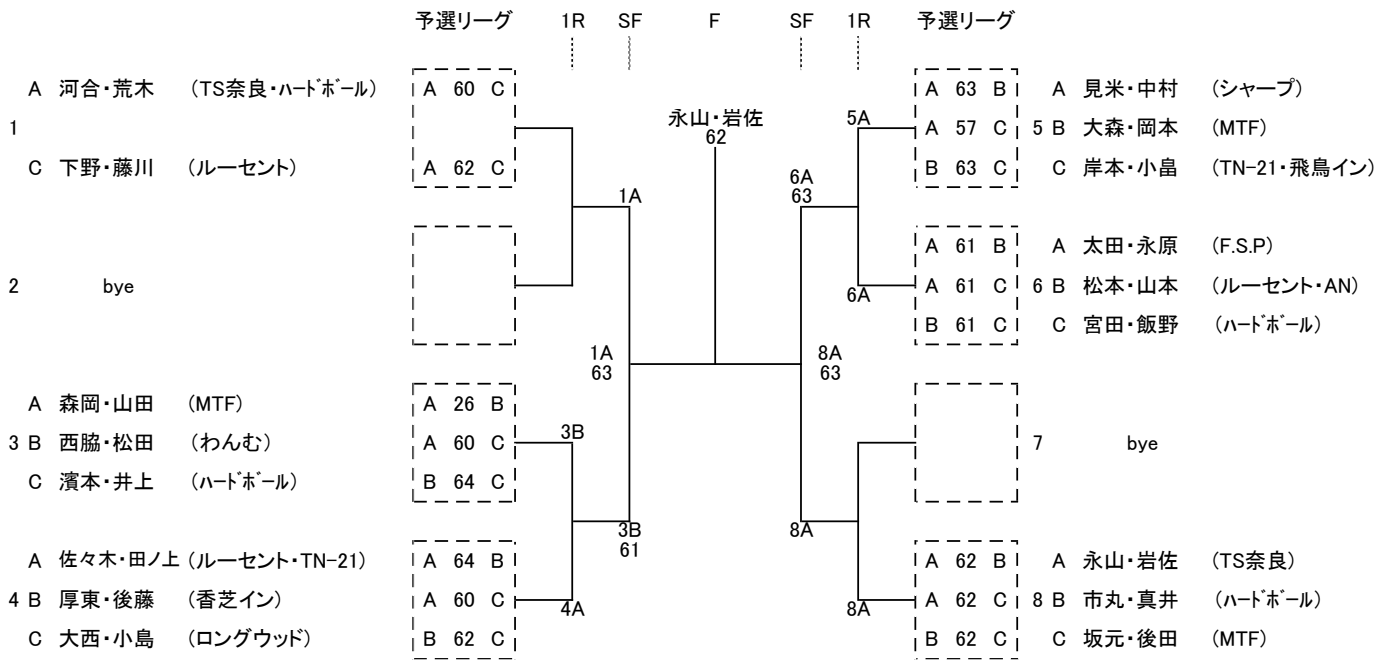 予選リーグ 1R SF F SF 1R 予選リーグ
A 河合・荒木 (TS奈良・ハードボール) A 60 C
1
C 下野・藤川 (ルーセント) A 62 C
2 bye
A 森岡・山田 (MTF) A 26 B
3 B 西脇・松田 (わんむ) A 60 C
C 濱本・井上 (ハードボール) B 64 C
A 佐々木・田ノ上 (ルーセント・TN-21) A 64 B
4 B 厚東・後藤 (香芝イン) A 60 C
C 大西・小島 (ロングウッド) B 62 C
1A
3B
4A
3B
61
1A
63
永山・岩佐
62
8A
63
6A
63
5A
6A
8A
8A
A 63 B A 見米・中村 (シャープ)
A 57 C 5 B 大森・岡本 (MTF)
B 63 C C 岸本・小畠 (TN-21・飛鳥イン)
A 61 B A 太田・永原 (F.S.P)
A 61 C 6 B 松本・山本 (ルーセント・AN)
B 61 C C 宮田・飯野 (ハードボール)
7 bye
A 62 B A 永山・岩佐 (TS奈良)
A 62 C 8 B 市丸・真井 (ハードボール)
B 62 C C 坂元・後田 (MTF)